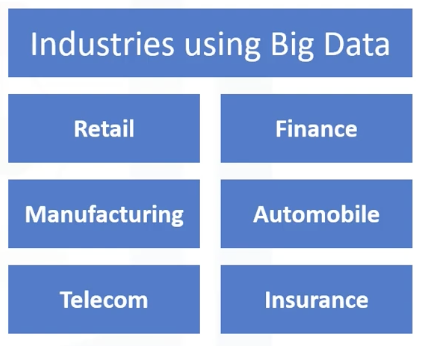 Industries using Big Data
Retail
Finance
Manufacturing
Automobile
Telecom
Insurance